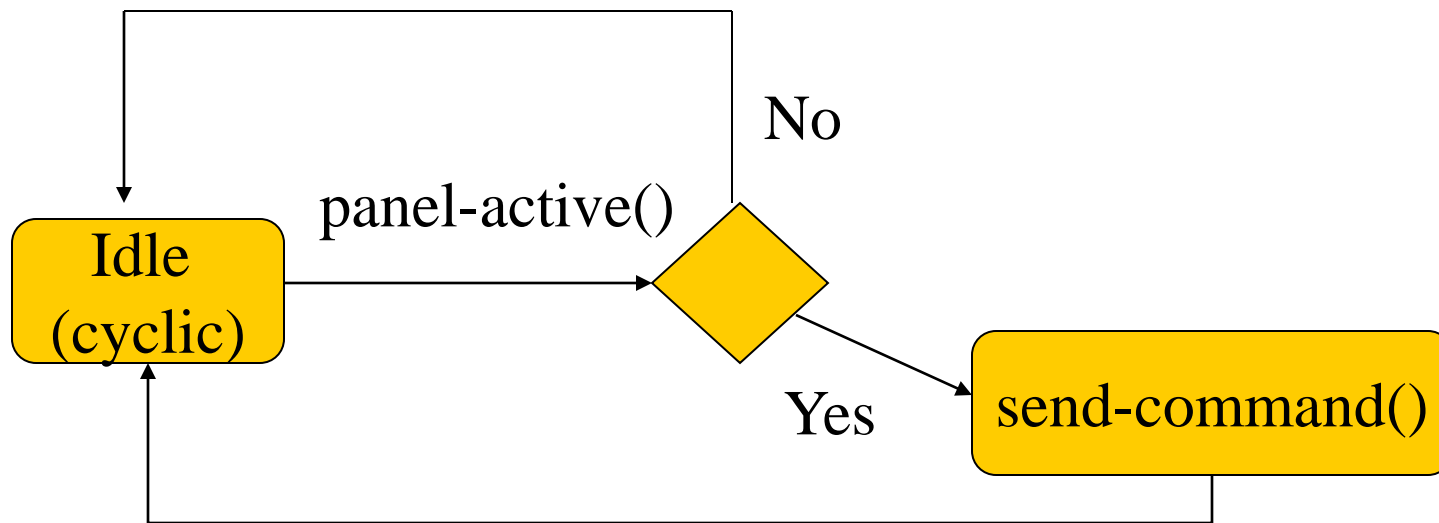 No
panel-active()
Idle
(cyclic)
Yes
send-command()